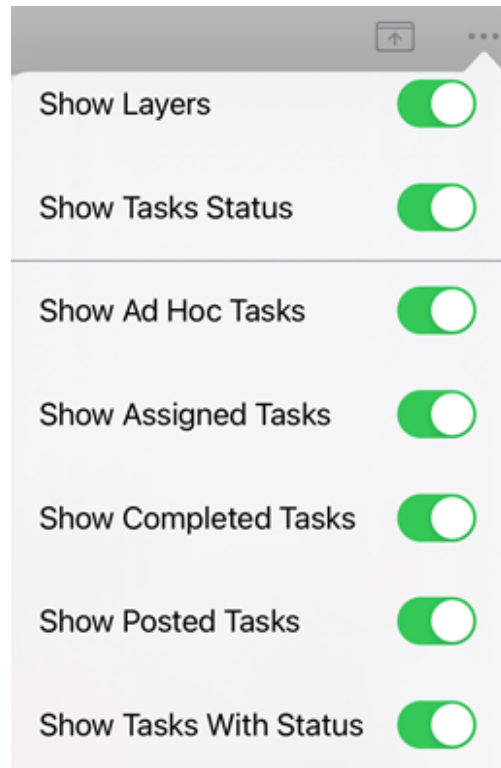 Show Layers
Show Tasks Status
Show Ad Hoc Tasks
Show Assigned Tasks
Show Completed Tasks
Show Posted Tasks
Show Tasks With Status